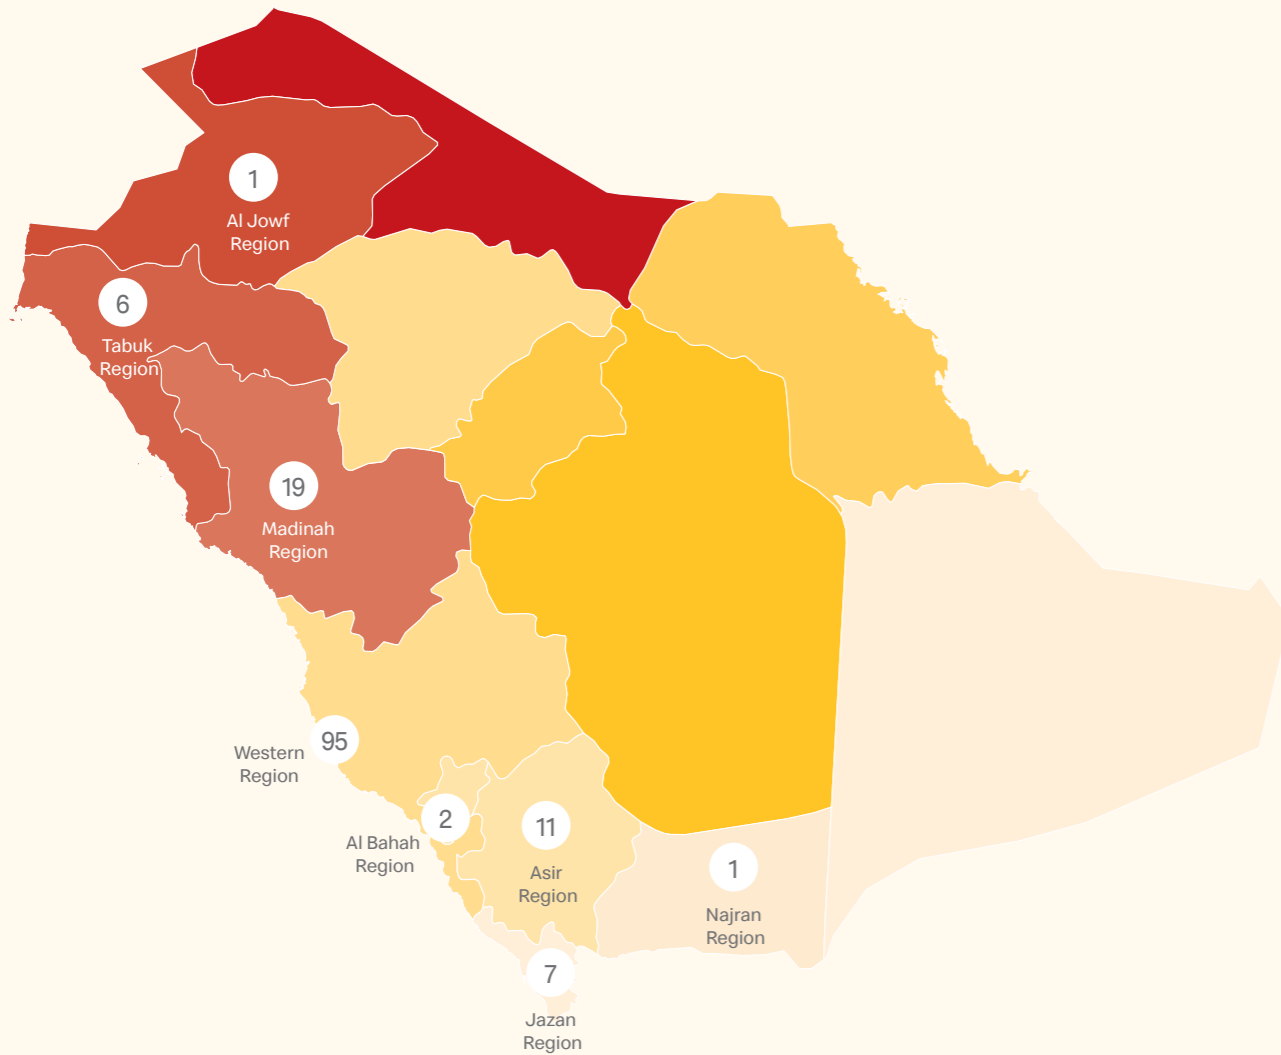 1
Al Jowf
Region
6
Tabuk
Region
19
Madinah
Region
95
Western
Region
2
Al Bahah
Region
11
Asir
Region
1
Najran
Region
7
Jazan
Region